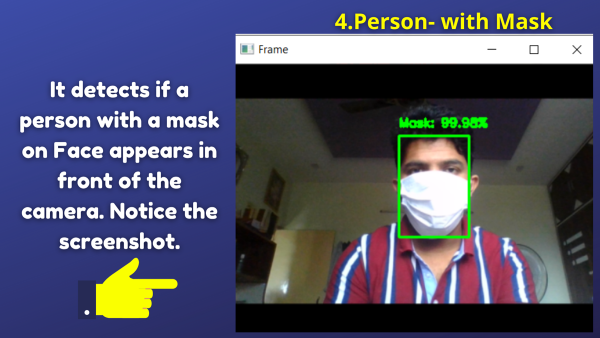 4.Person- with Mask
Frame
Mask: 99.98%
It detects if a
person with a mask
on Face appears in
front of the
camera. Notice the
screenshot.